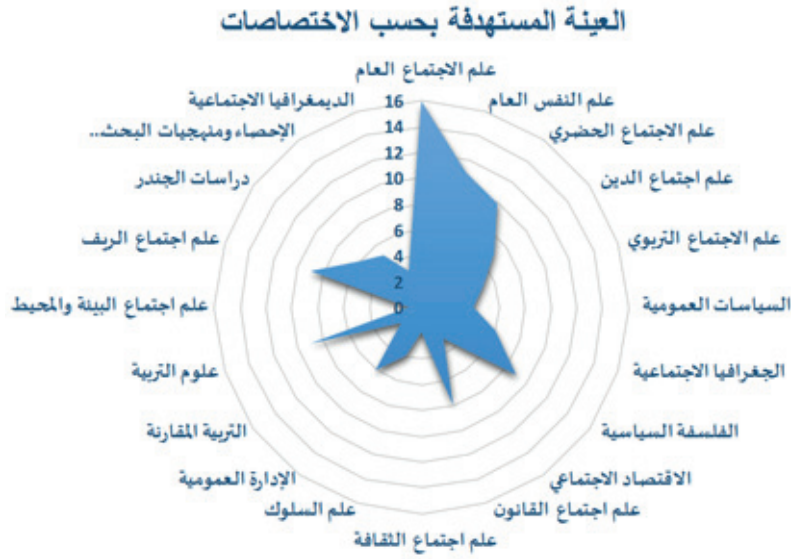 العينة المستهدفة بحسب الاختصاصات
علم الاجتماع العام
علم النفس العام
علم الاجتماع الحضري
علم اجتماع الدين
علم الاجتماع التربوي
السياسات العمومية
الجغرافيا الاجتماعية
الفلسفة السياسية
الاقتصاد الاجتماعي
علم اجتماع القانون
علم اجتماع الثقافة
علم السلوك
الإدارة العمومية
التربية المقارنة
علوم التربية
علم اجتماع البيئة والمحيط
علم اجتماع الريف
دراسات الجندر
الإحصاء ومنهجيات البحث..
الديمغرافيا الاجتماعية
16
14
12
10
8
6
4
2
0